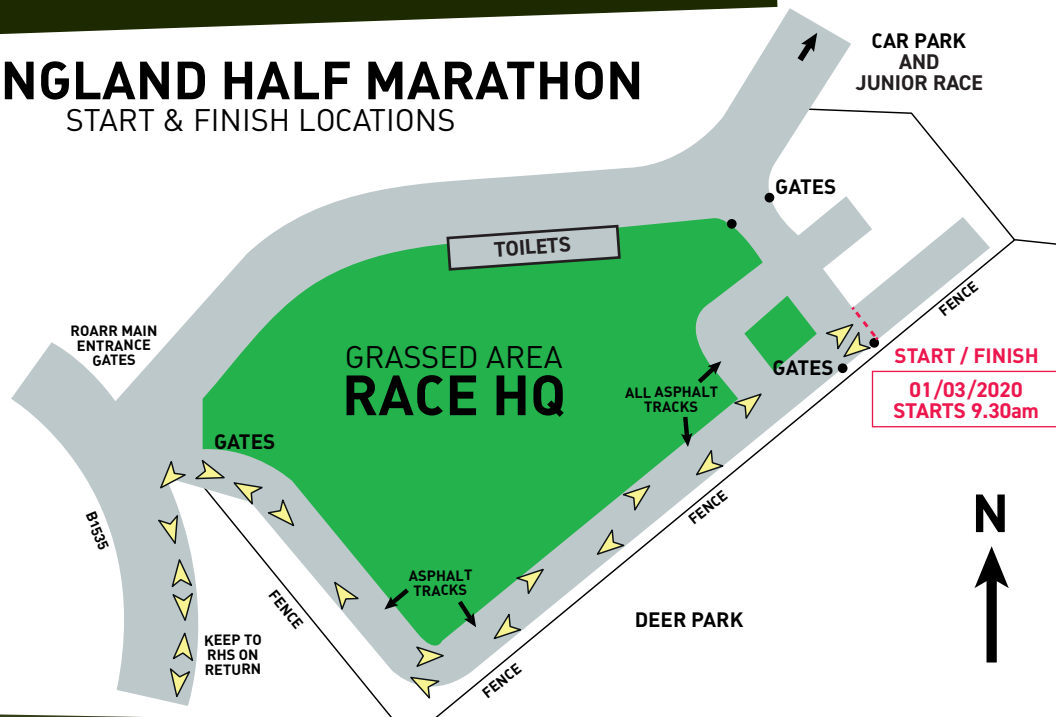 NGLAND HALF MARATHON
START & FINISH LOCATIONS
CAR PARK
AND
JUNIOR RACE
GATES
TOILETS
FENCE
ROARR MAIN
ENTRANCE
GATES
GRASSED AREA
RACE HQ
GATES
START / FINISH
01/03/2020
STARTS 9.30am
ALL ASPHALT
TRACKS
GATES
B1535
FENCE
N
ASPHALT
TRACKS
FENCE
DEER PARK
KEEP TO
RHS ON
RETURN
FENCE